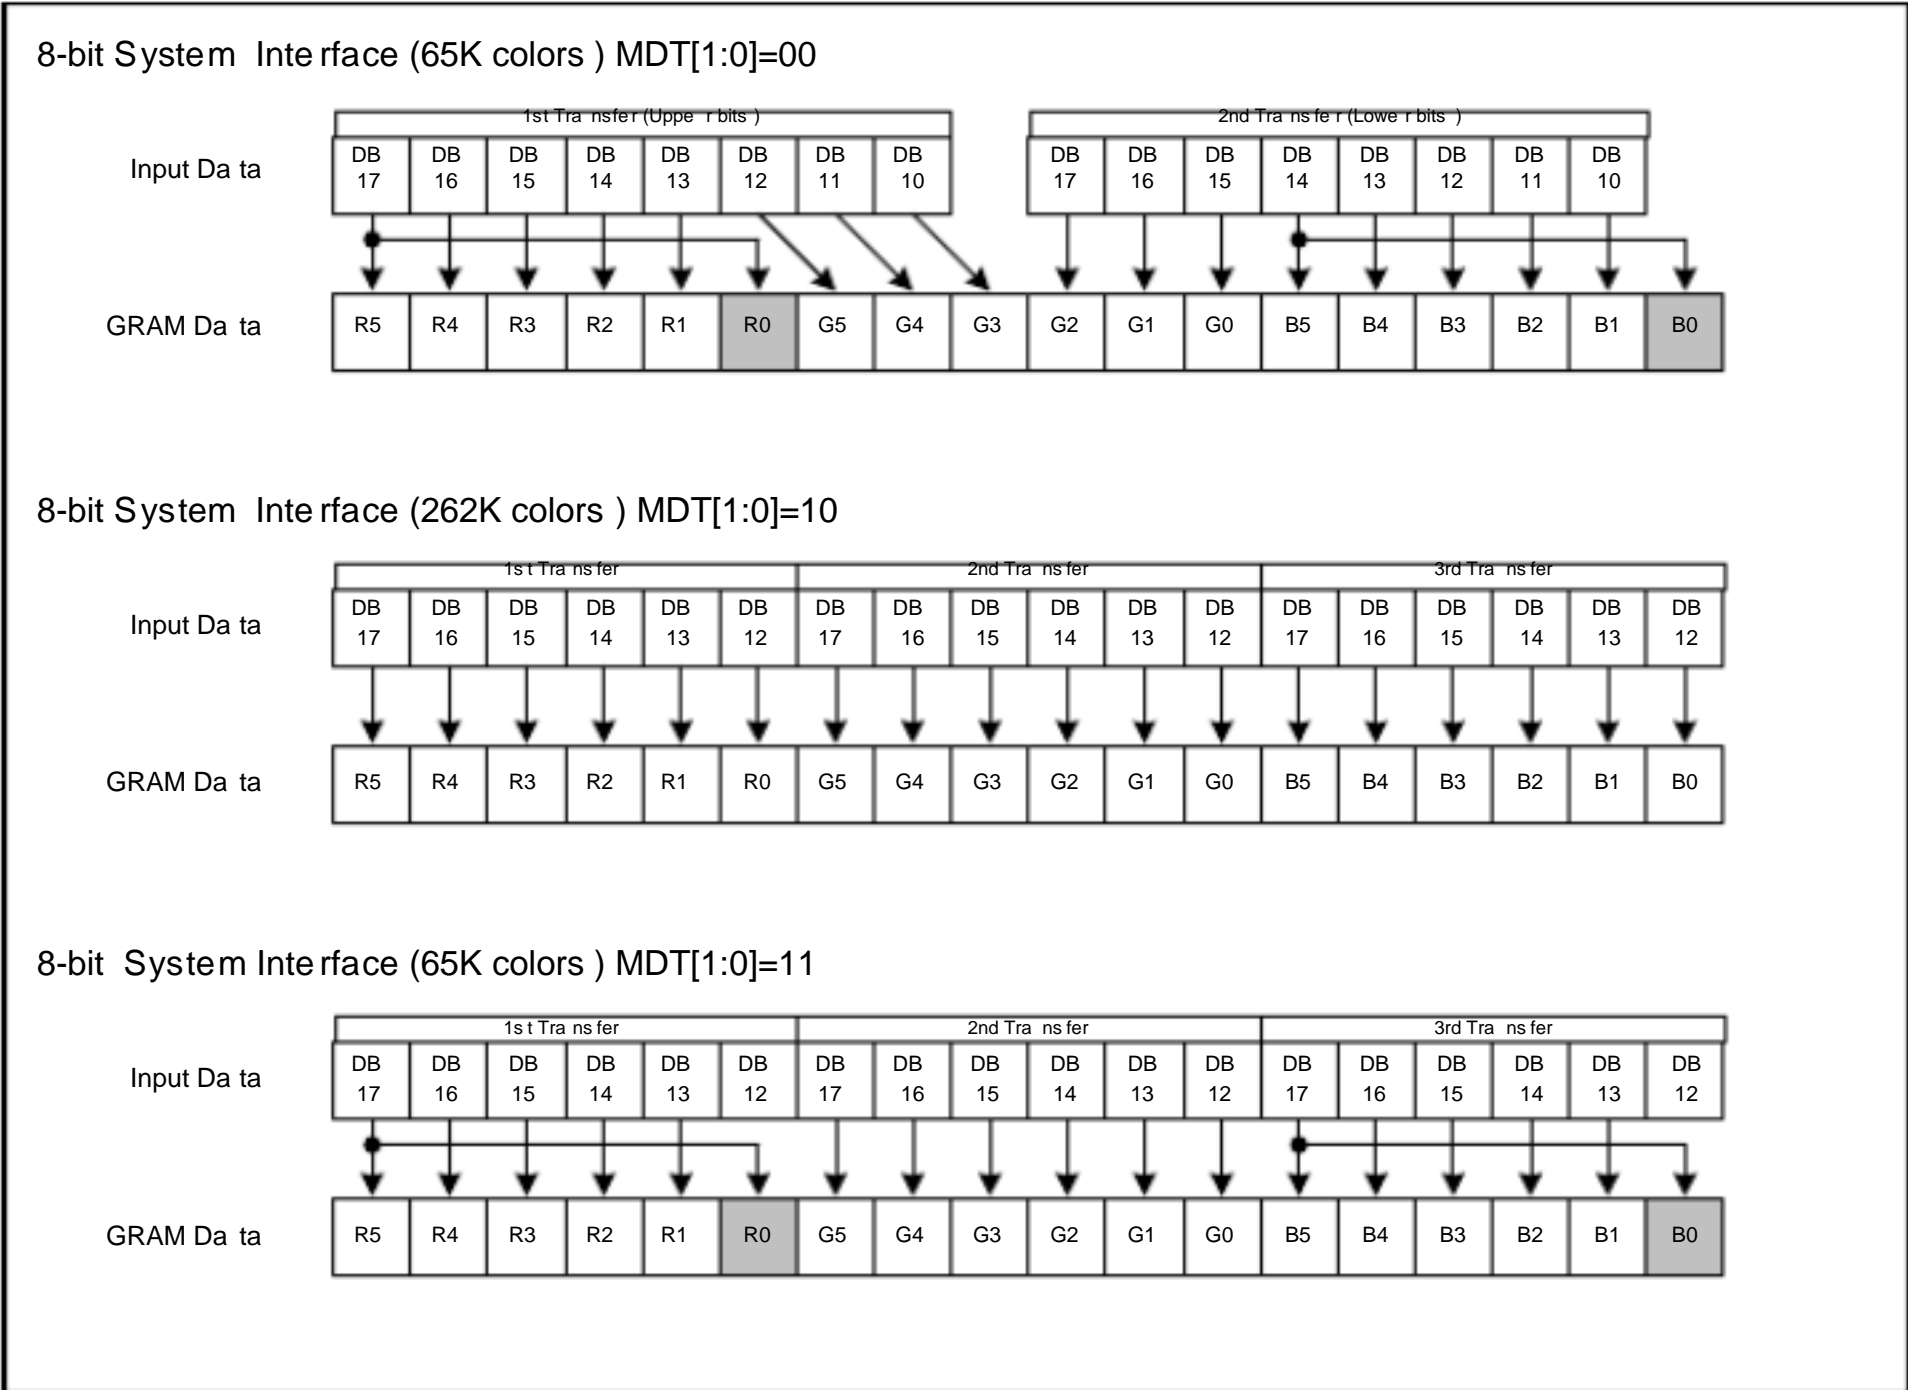 8-bit System Interface (65K colors ) MDT[1:0]=00
1st Transfer (Upper bits ) 2nd Transfer (Lower bits )
Input Data DB 17 DB 16 DB 15 DB 14 DB 13 DB 12 DB 11 DB 10 DB 17 DB 16 DB 15 DB 14 DB 13 DB 12 DB 11 DB 10
GRAM Data R5 R4 R3 R2 R1 R0 G5 G4 G3 G2 G1 G0 B5 B4 B3 B2 B1 B0
8-bit System Interface (262K colors ) MDT[1:0]=10
1st Transfer 2nd Transfer 3rd Transfer
Input Data DB 17 DB 16 DB 15 DB 14 DB 13 DB 12 DB 17 DB 16 DB 15 DB 14 DB 13 DB 12 DB 17 DB 16 DB 15 DB 14 DB 13 DB 12
GRAM Data R5 R4 R3 R2 R1 R0 G5 G4 G3 G2 G1 G0 B5 B4 B3 B2 B1 B0
8-bit System Interface (65K colors ) MDT[1:0]=11
1st Transfer 2nd Transfer 3rd Transfer
Input Data DB 17 DB 16 DB 15 DB 14 DB 13 DB 12 DB 17 DB 16 DB 15 DB 14 DB 13 DB 12 DB 17 DB 16 DB 15 DB 14 DB 13 DB 12
GRAM Data R5 R4 R3 R2 R1 R0 G5 G4 G3 G2 G1 G0 B5 B4 B3 B2 B1 B0